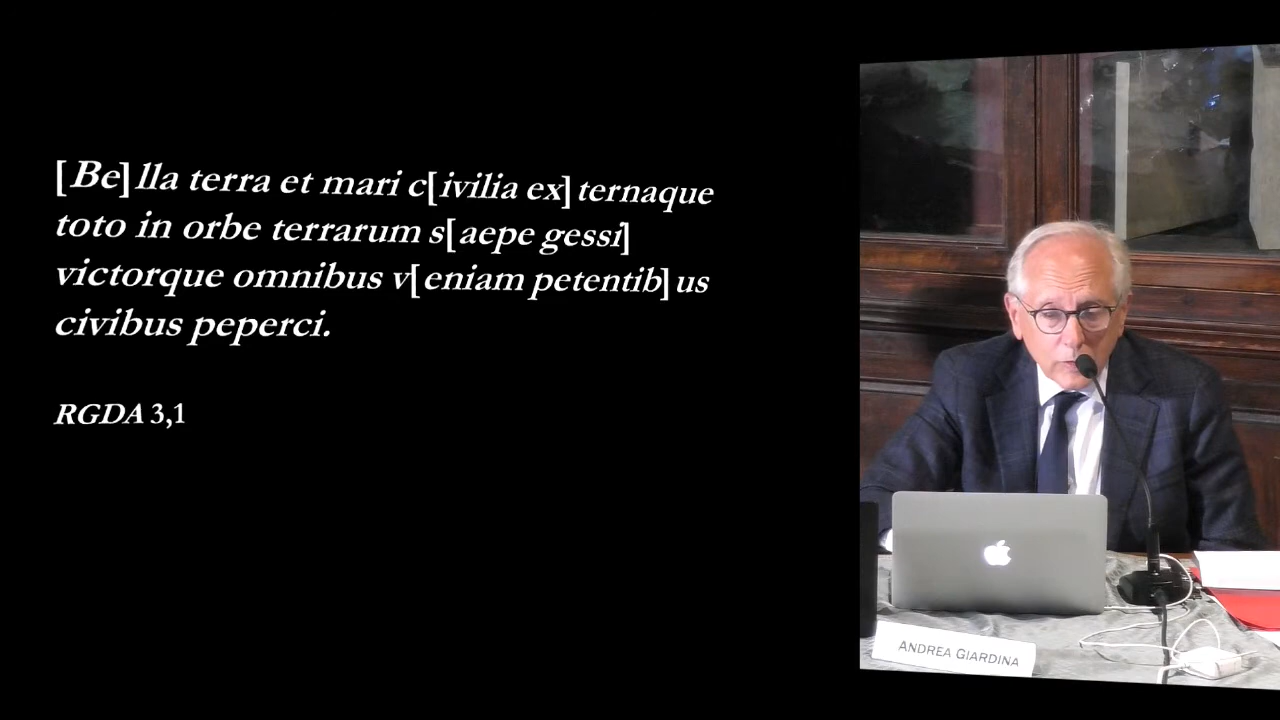 [Be]lla terra et mari c[ivilia ex]ternaque
toto in orbe terrarum s[aepe gessi]
victorque omnibus v[eniam petentib]us
civibus peperci.
RGDA 3,1
ANDREA GIARDINA